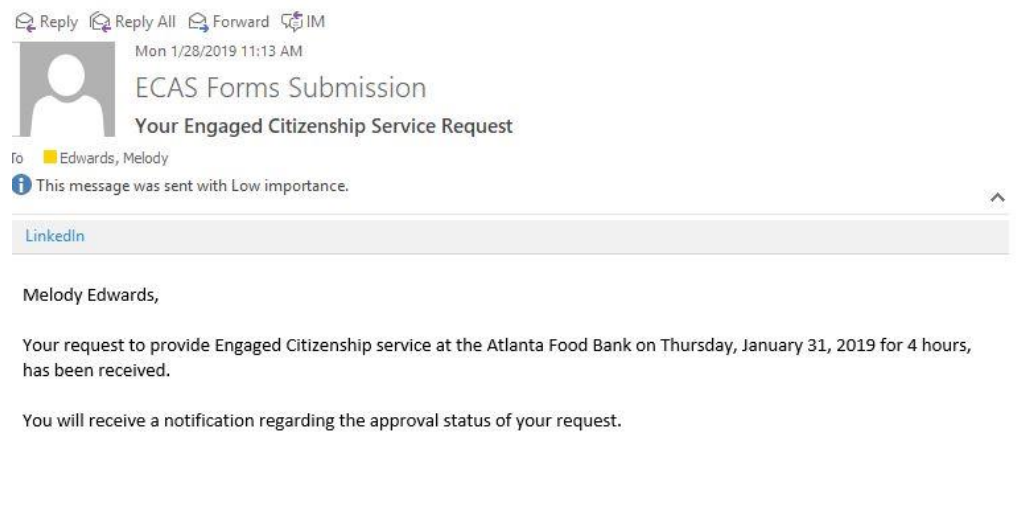 Reply Reply All Forward IM
Mon 1/28/2019 11:13 AM
ECAS Forms Submission
Your Engaged Citizenship Service Request
To Edwards, Melody
This message was sent with Low importance.
LinkedIn
Melody Edwards,
Your request to provide Engaged Citizenship service at the Atlanta Food Bank on Thursday, January 31, 2019 for 4 hours,
has been received.
You will receive a notification regarding the approval status of your request.